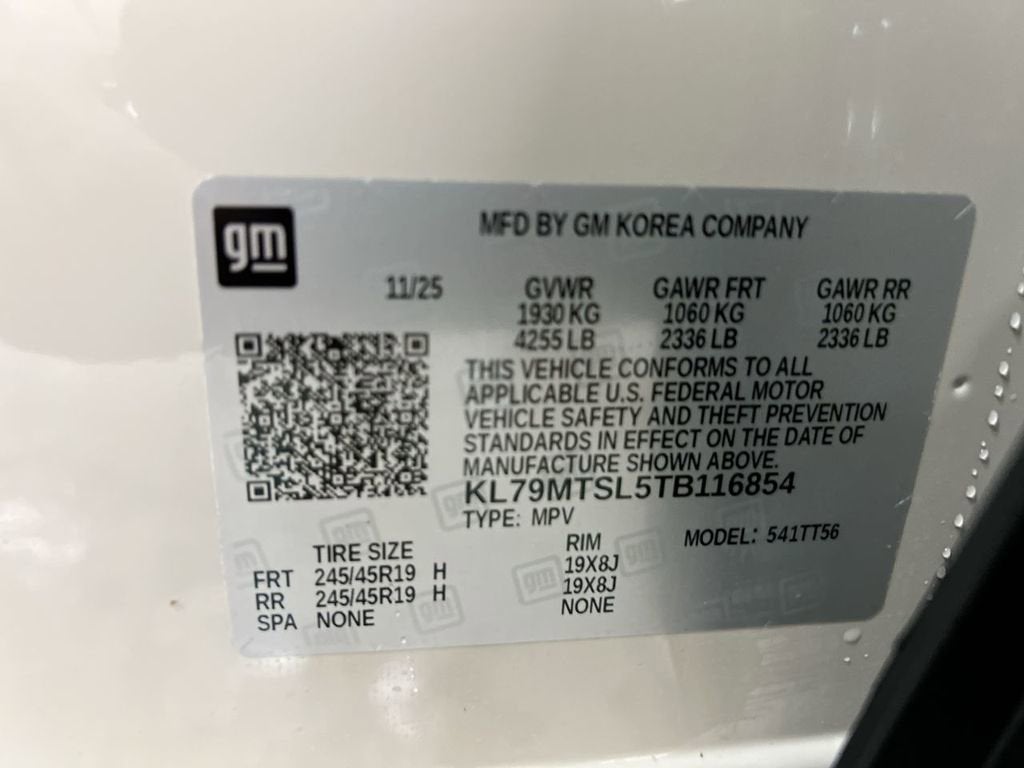 gm
MFD BY GM KOREA COMPANY
11/25 GVWR GAWR FRT GAWR RR
1930 KG 1060 KG 1060 KG
4255 LB 2336 LB 2336 LB
THIS VEHICLE CONFORMS TO ALL
APPLICABLE U.S. FEDERAL MOTOR
VEHICLE SAFETY AND THEFT PREVENTION
STANDARDS IN EFFECT ON THE DATE OF
MANUFACTURE SHOWN ABOVE.
KL79MTSL5TB116854
TYPE: MPV MODEL: 541TT56
TIRE SIZE RIM
FRT 245/45R19 H 19X8J
RR 245/45R19 H 19X8J
SPA NONE NONE